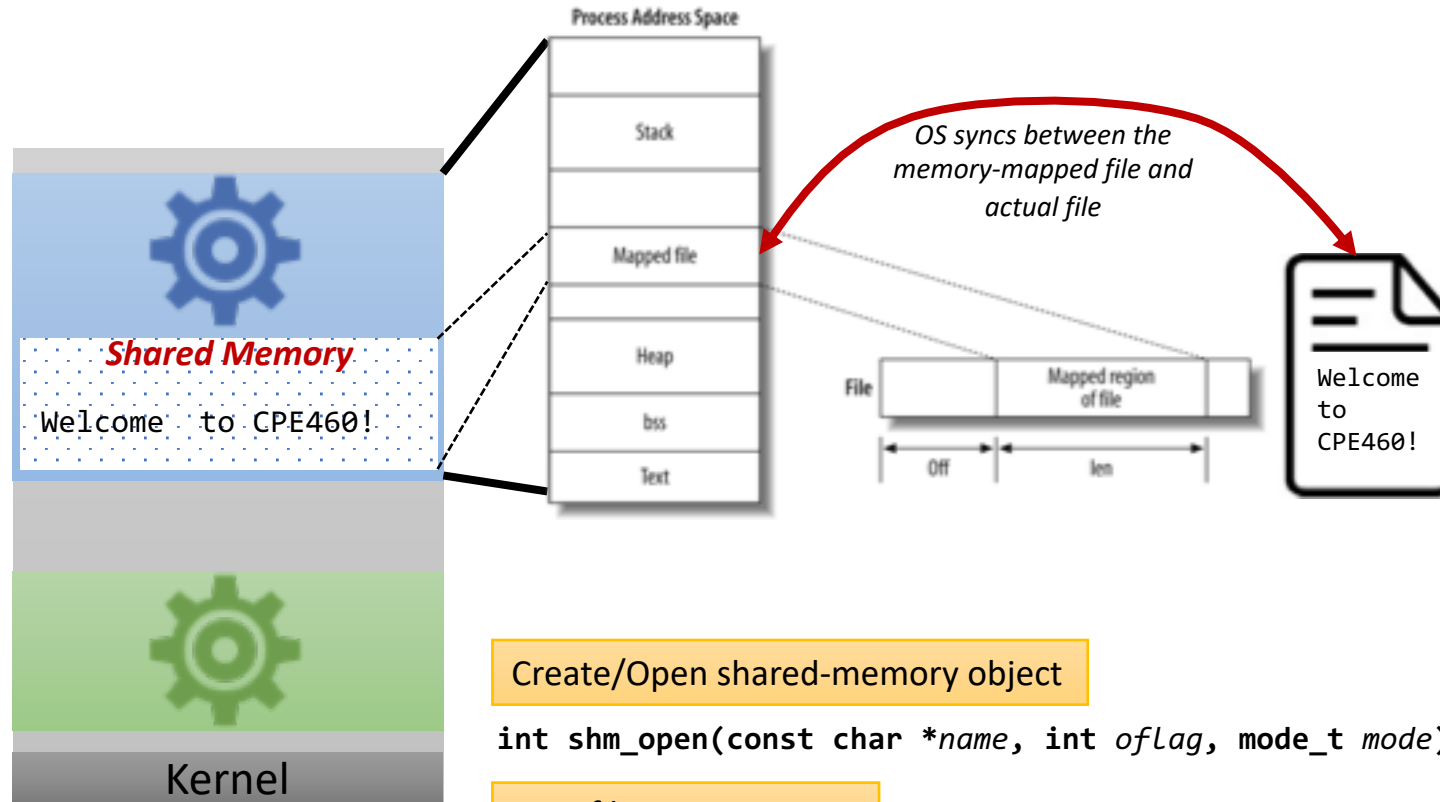 Process Address Space
Stack
Mapped file
Heap
bss
Text
OS syncs between the
memory-mapped file and
actual file
Shared Memory
Welcome to CPE460!
File
Mapped region
of file
Off
len
Welcome
to
CPE460!
Kernel
Create/Open shared-memory object
int shm_open(const char *name, int oflag, mode_t mode)